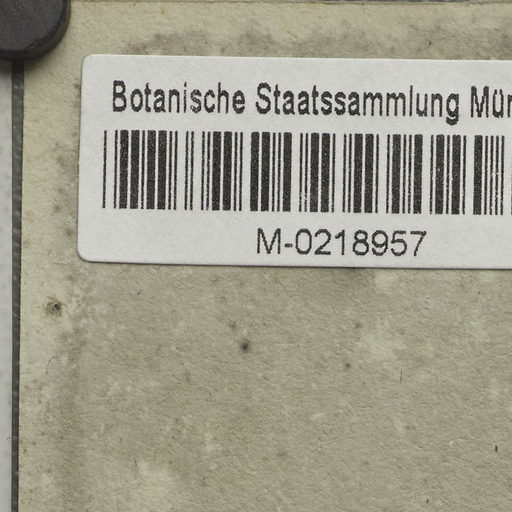 Botanische Staatssammlung Mün
M-0218957